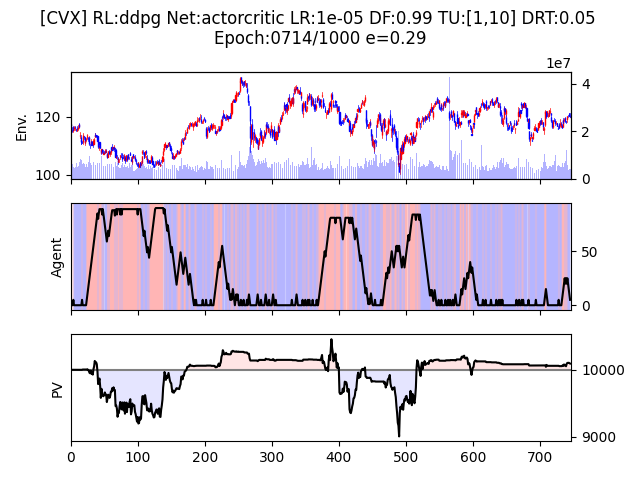 [CVX] RL:ddpg Net:actorcritic LR:1e-05 DF:0.99 TU:[1,10] DRT:0.05
Epoch:0714/1000 e=0.29
1e7
Env.
120
100
4
2
0
Agent
50
0
PV
10000
9000
0 100 200 300 400 500 600 700